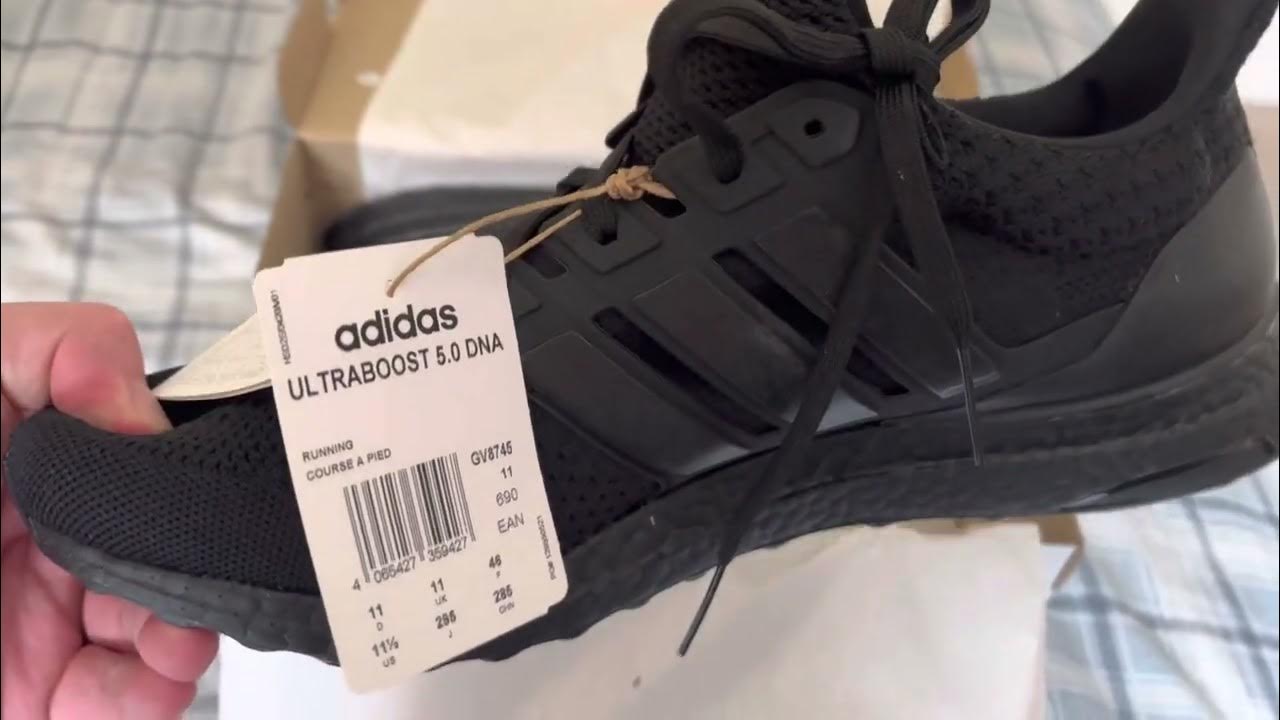 adidas
ULTRABOOST 5.0 DNA
RUNNING
COURSE A PIED
GV8745
11
690
EAN
4 065427 359427
11 11 46
D UK F
11½ 295 285
US J CHN